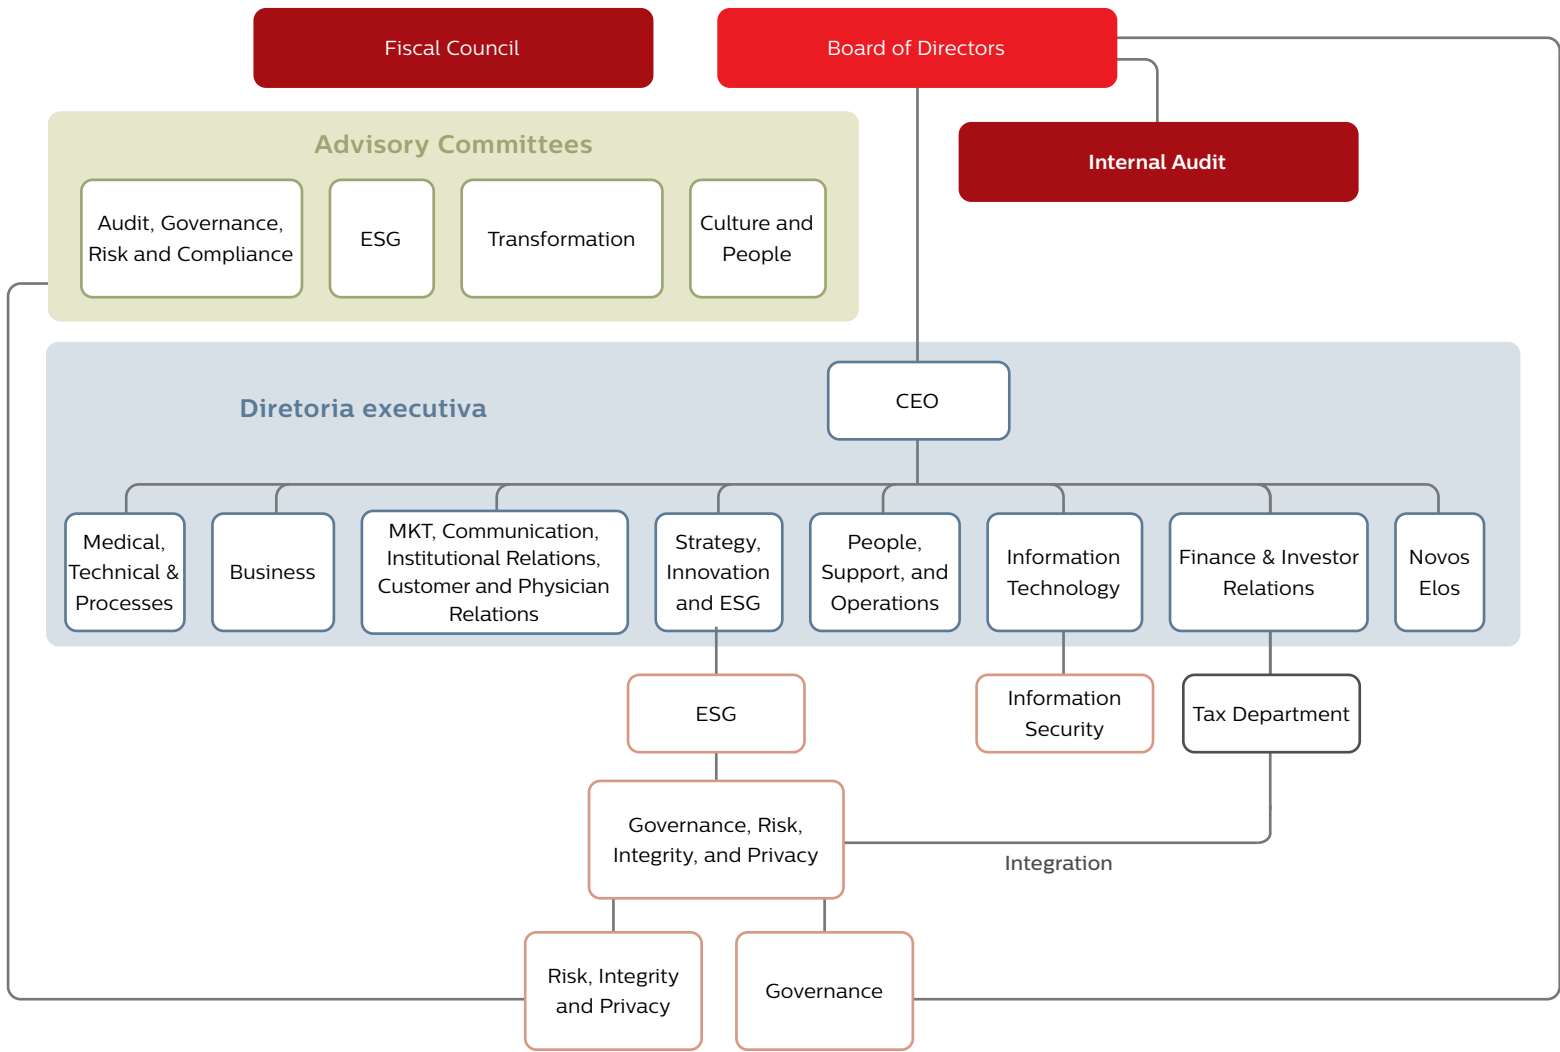 Fiscal Council
Board of Directors
Internal Audit
Advisory Committees
Audit, Governance,
Risk and Compliance
ESG
Transformation
Culture and
People
Diretoria executiva
CEO
Medical,
Technical &
Processes
Business
MKT, Communication,
Institutional Relations,
Customer and Physician
Relations
Strategy,
Innovation
and ESG
People,
Support, and
Operations
Information
Technology
Finance & Investor
Relations
Novos
Elos
ESG
Information
Security
Tax Department
Governance, Risk,
Integrity, and Privacy
Integration
Risk, Integrity
and Privacy
Governance